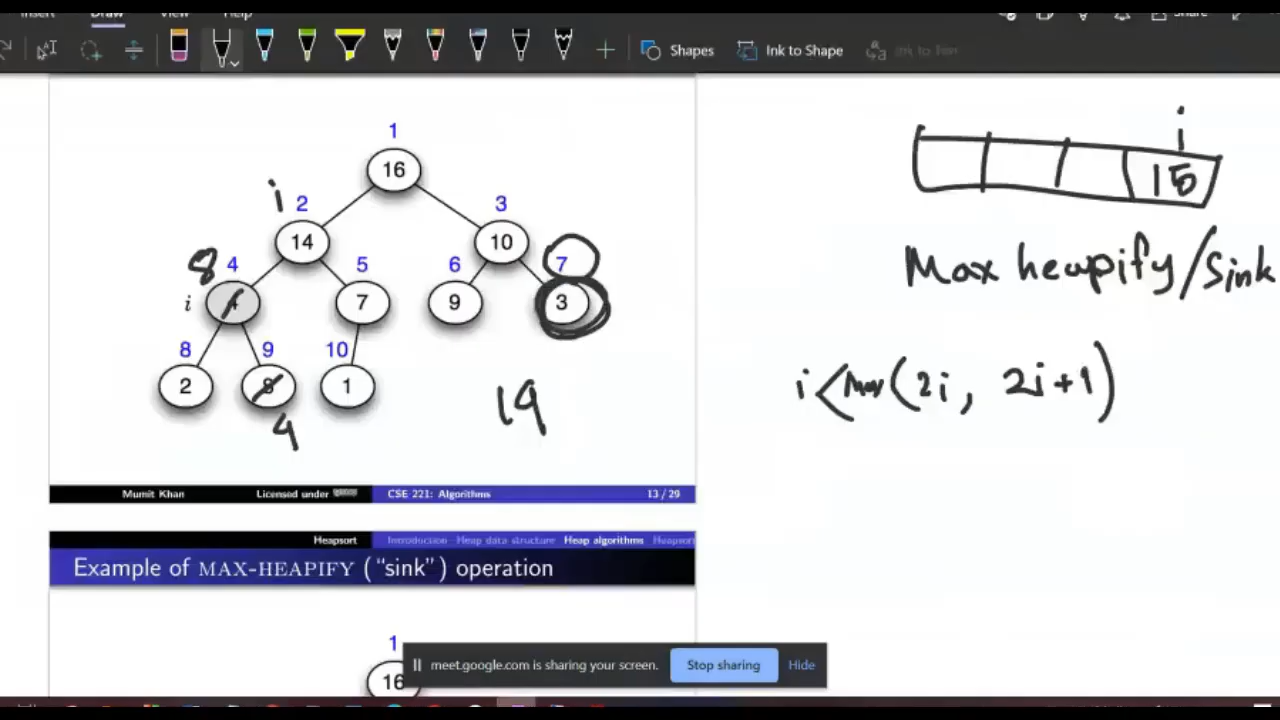 Insert Draw View Help
Share
Shapes Ink to Shape
1
16
i
2 3
14 10
8 4 5 6 7
i 4 7 9 3
8 9 10
2 8 1
4
19
i
15
Max heapify/Sink
i < Max (2i, 2i+1)
Mumit Khan Licensed under CSE 221: Algorithms 13 / 29
Heapsort Introduction Heap data structure Heap algorithms Heapsort
Example of MAX-HEAPIFY ("sink") operation
1
16
meet.google.com is sharing your screen. Stop sharing Hide